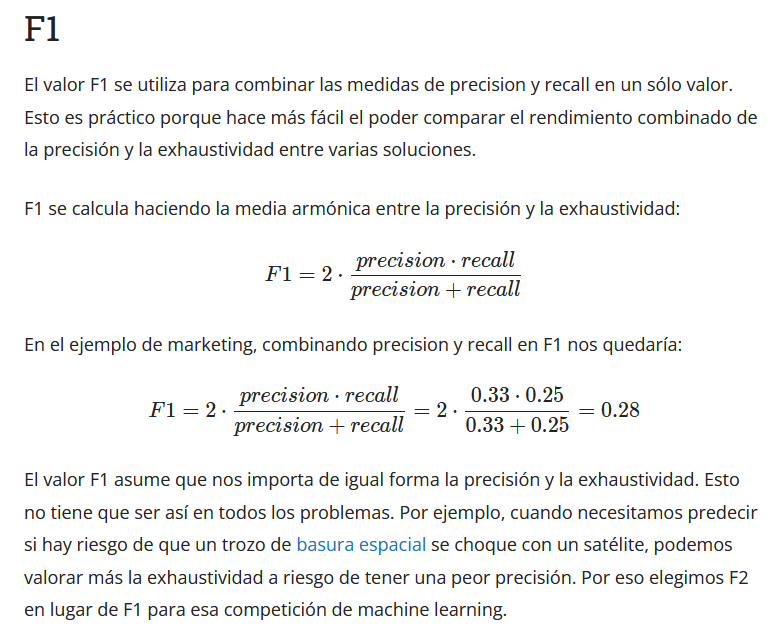 F1
El valor F1 se utiliza para combinar las medidas de precision y recall en un sólo valor.
Esto es práctico porque hace más fácil el poder comparar el rendimiento combinado de
la precisión y la exhaustividad entre varias soluciones.
F1 se calcula haciendo la media armónica entre la precisión y la exhaustividad:
F1 = 2 · \frac{precision · recall}{precision + recall}
En el ejemplo de marketing, combinando precision y recall en F1 nos quedaría:
F1 = 2 · \frac{precision · recall}{precision + recall} = 2 · \frac{0.33 · 0.25}{0.33 + 0.25} = 0.28
El valor F1 asume que nos importa de igual forma la precisión y la exhaustividad. Esto
no tiene que ser así en todos los problemas. Por ejemplo, cuando necesitamos predecir
si hay riesgo de que un trozo de basura espacial se choque con un satélite, podemos
valorar más la exhaustividad a riesgo de tener una peor precisión. Por eso elegimos F2
en lugar de F1 para esa competición de machine learning.